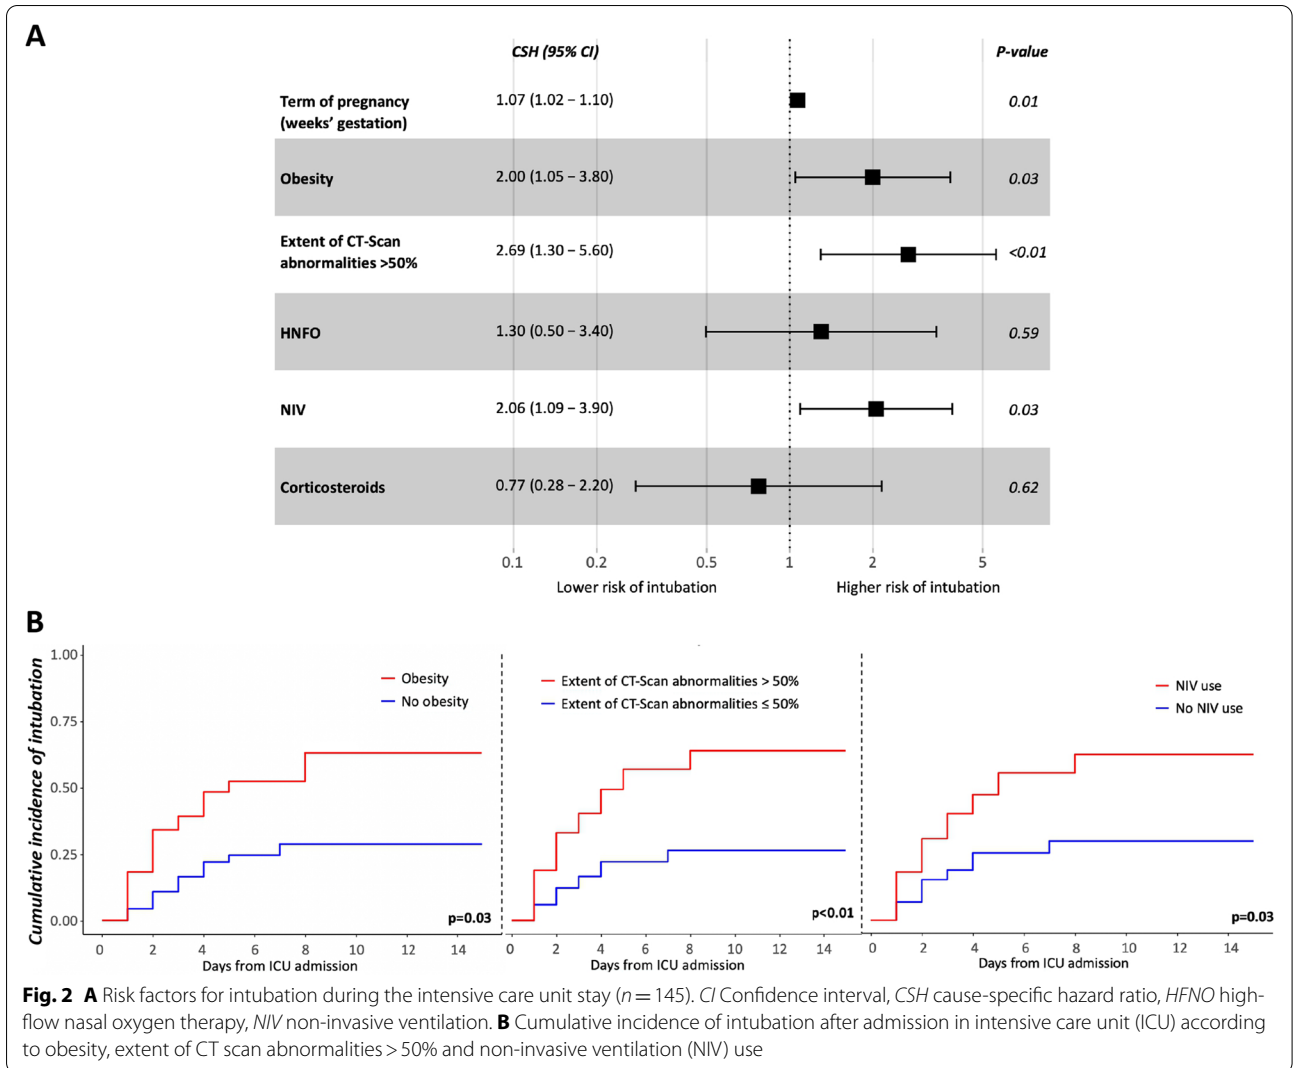 A
CSH (95% CI)
P-value
Term of pregnancy
(weeks' gestation)
1.07 (1.02 – 1.10)
0.01
Obesity
2.00 (1.05 – 3.80)
0.03
Extent of CT-Scan
abnormalities >50%
2.69 (1.30 – 5.60)
<0.01
HNFO
1.30 (0.50 – 3.40)
0.59
NIV
2.06 (1.09 – 3.90)
0.03
Corticosteroids
0.77 (0.28 – 2.20)
0.62
0.1 0.2 0.5 1 2 5
Lower risk of intubation
Higher risk of intubation
B
Cumulative incidence of intubation
1.00
0.75
0.50
0.25
0.00
Obesity
No obesity
p=0.03
0 2 4 6 8 10 12 14
Days from ICU admission
Extent of CT-Scan abnormalities > 50%
Extent of CT-Scan abnormalities ≤ 50%
p<0.01
0 2 4 6 8 10 12 14
Days from ICU admission
NIV use
No NIV use
p=0.03
0 2 4 6 8 10 12 14
Days from ICU admission
Fig. 2 A Risk factors for intubation during the intensive care unit stay (n = 145). CI Confidence interval, CSH cause-specific hazard ratio, HFNO high-
flow nasal oxygen therapy, NIV non-invasive ventilation. B Cumulative incidence of intubation after admission in intensive care unit (ICU) according
to obesity, extent of CT scan abnormalities > 50% and non-invasive ventilation (NIV) use